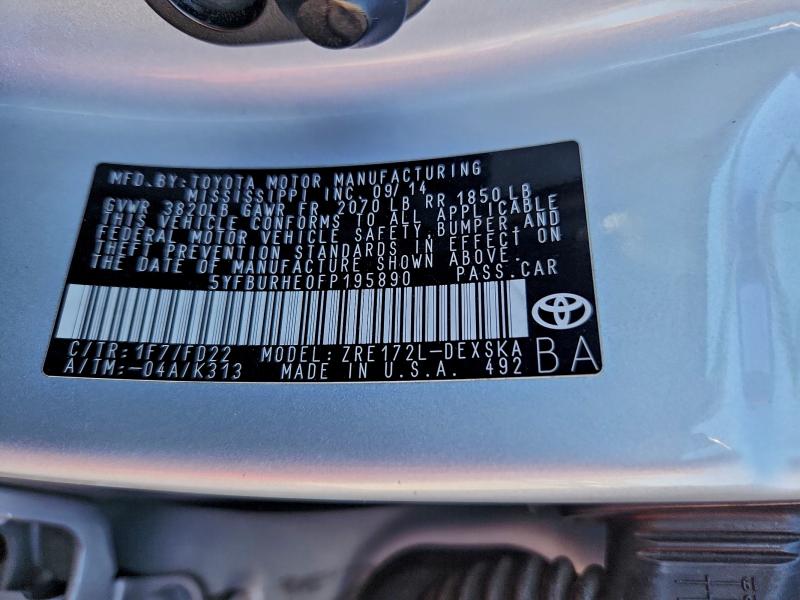 MFD. BY: TOYOTA MOTOR MANUFACTURING
MISSISSIPPI, INC. 09/14
GVWR 3820LB GAWR FR 2070 LB RR 1850 LB
THIS VEHICLE CONFORMS TO ALL APPLICABLE
FEDERAL MOTOR VEHICLE SAFETY, BUMPER, AND
THEFT PREVENTION STANDARDS IN EFFECT ON
THE DATE OF MANUFACTURE SHOWN ABOVE.
5YFBURHE0FP195890 PASS. CAR
C/TR: 1F7/FD22 MODEL: ZRE172L-DEXSKA
A/TM: -04A/K313 MADE IN U.S.A. 492
BA